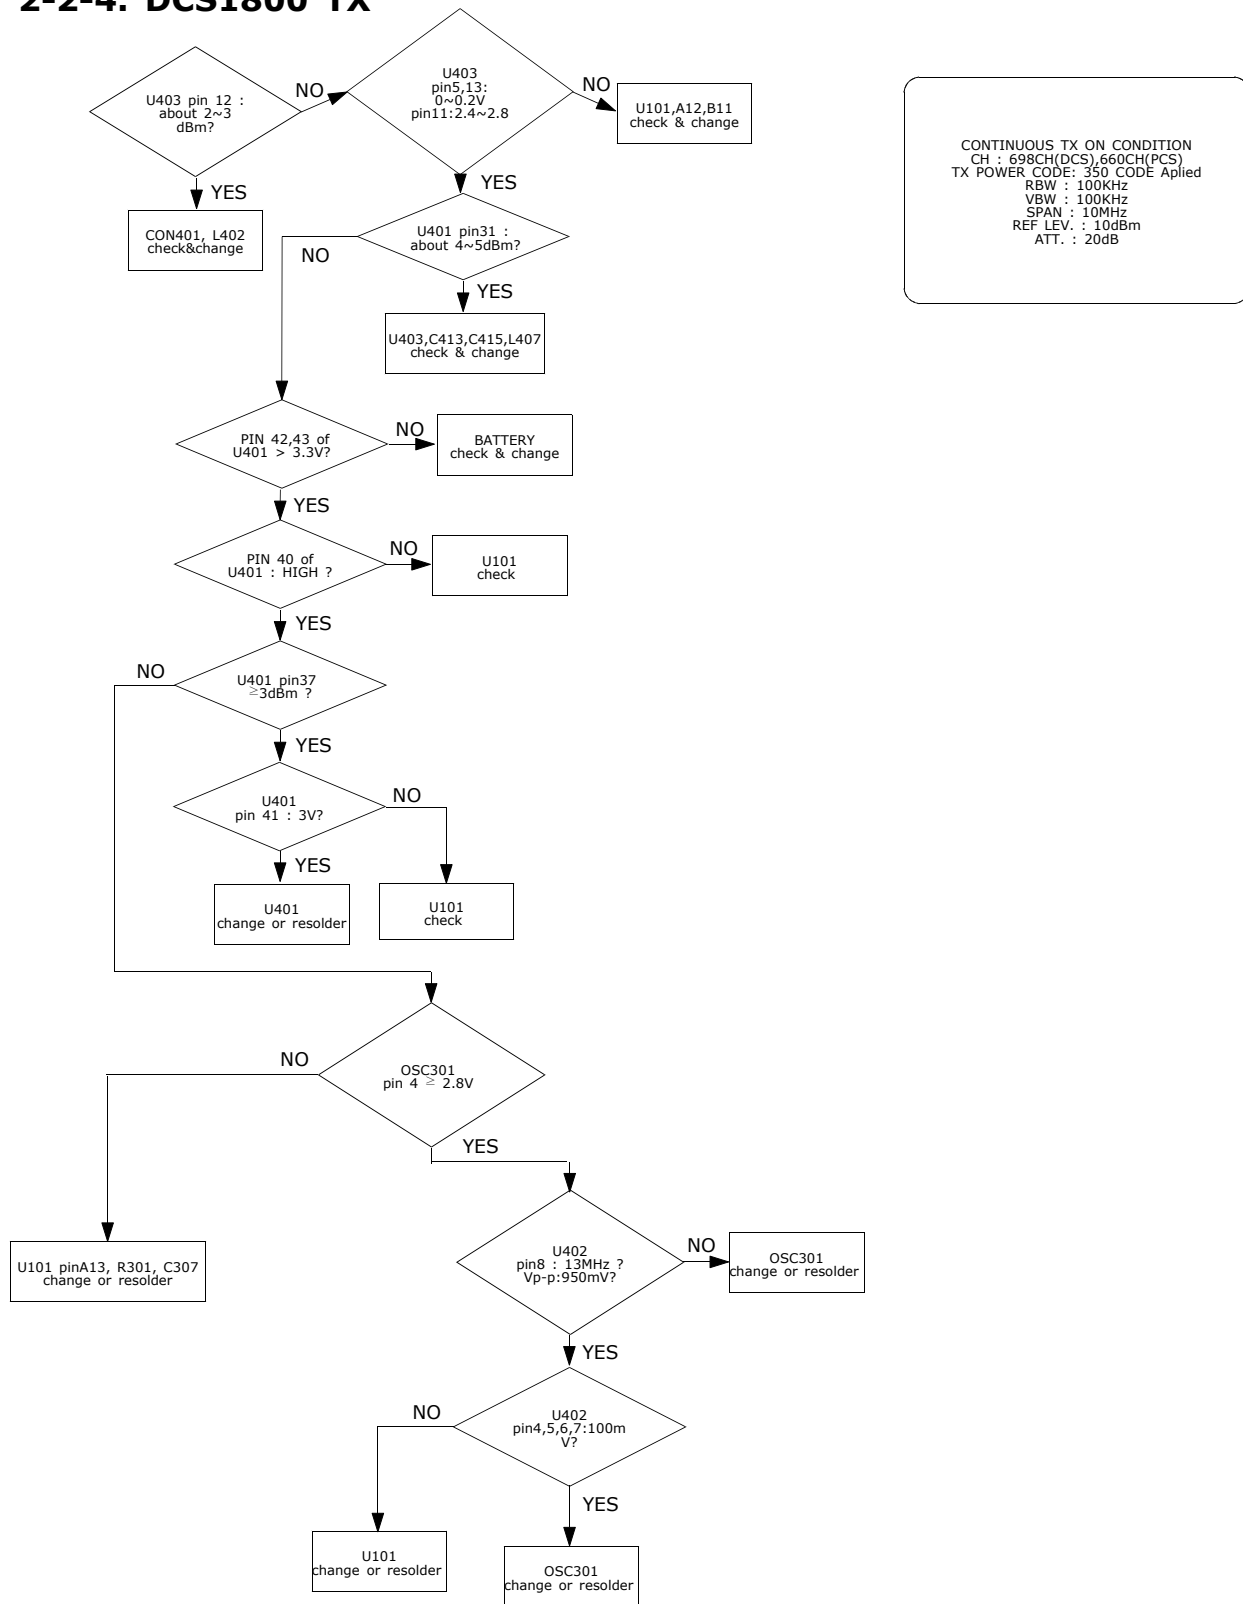 2-2-4. DCS1800 TX
U403 pin 12 :
about 2~3
dBm?
NO
U403
pin5,13:
0~0.2V
pin11:2.4~2.8
NO
U101,A12,B11
check & change
CONTINUOUS TX ON CONDITION
CH : 698CH(DCS),660CH(PCS)
TX POWER CODE: 350 CODE Aplied
RBW : 100KHz
VBW : 100KHz
SPAN : 10MHz
REF LEV. : 10dBm
ATT. : 20dB
YES
YES
CON401, L402
check&change
U401 pin31 :
about 4~5dBm?
NO
YES
U403,C413,C415,L407
check & change
PIN 42,43 of
U401 > 3.3V?
NO
BATTERY
check & change
YES
PIN 40 of
U401 : HIGH ?
NO
U101
check
YES
NO
U401 pin37
≥3dBm ?
YES
U401
pin 41 : 3V?
NO
YES
U401
change or resolder
U101
check
OSC301
pin 4 ≥ 2.8V
NO
YES
U101 pinA13, R301, C307
change or resolder
U402
pin8 : 13MHz ?
Vp-p:950mV?
NO
OSC301
change or resolder
YES
U402
pin4,5,6,7:100m
V?
NO
YES
U101
change or resolder
OSC301
change or resolder